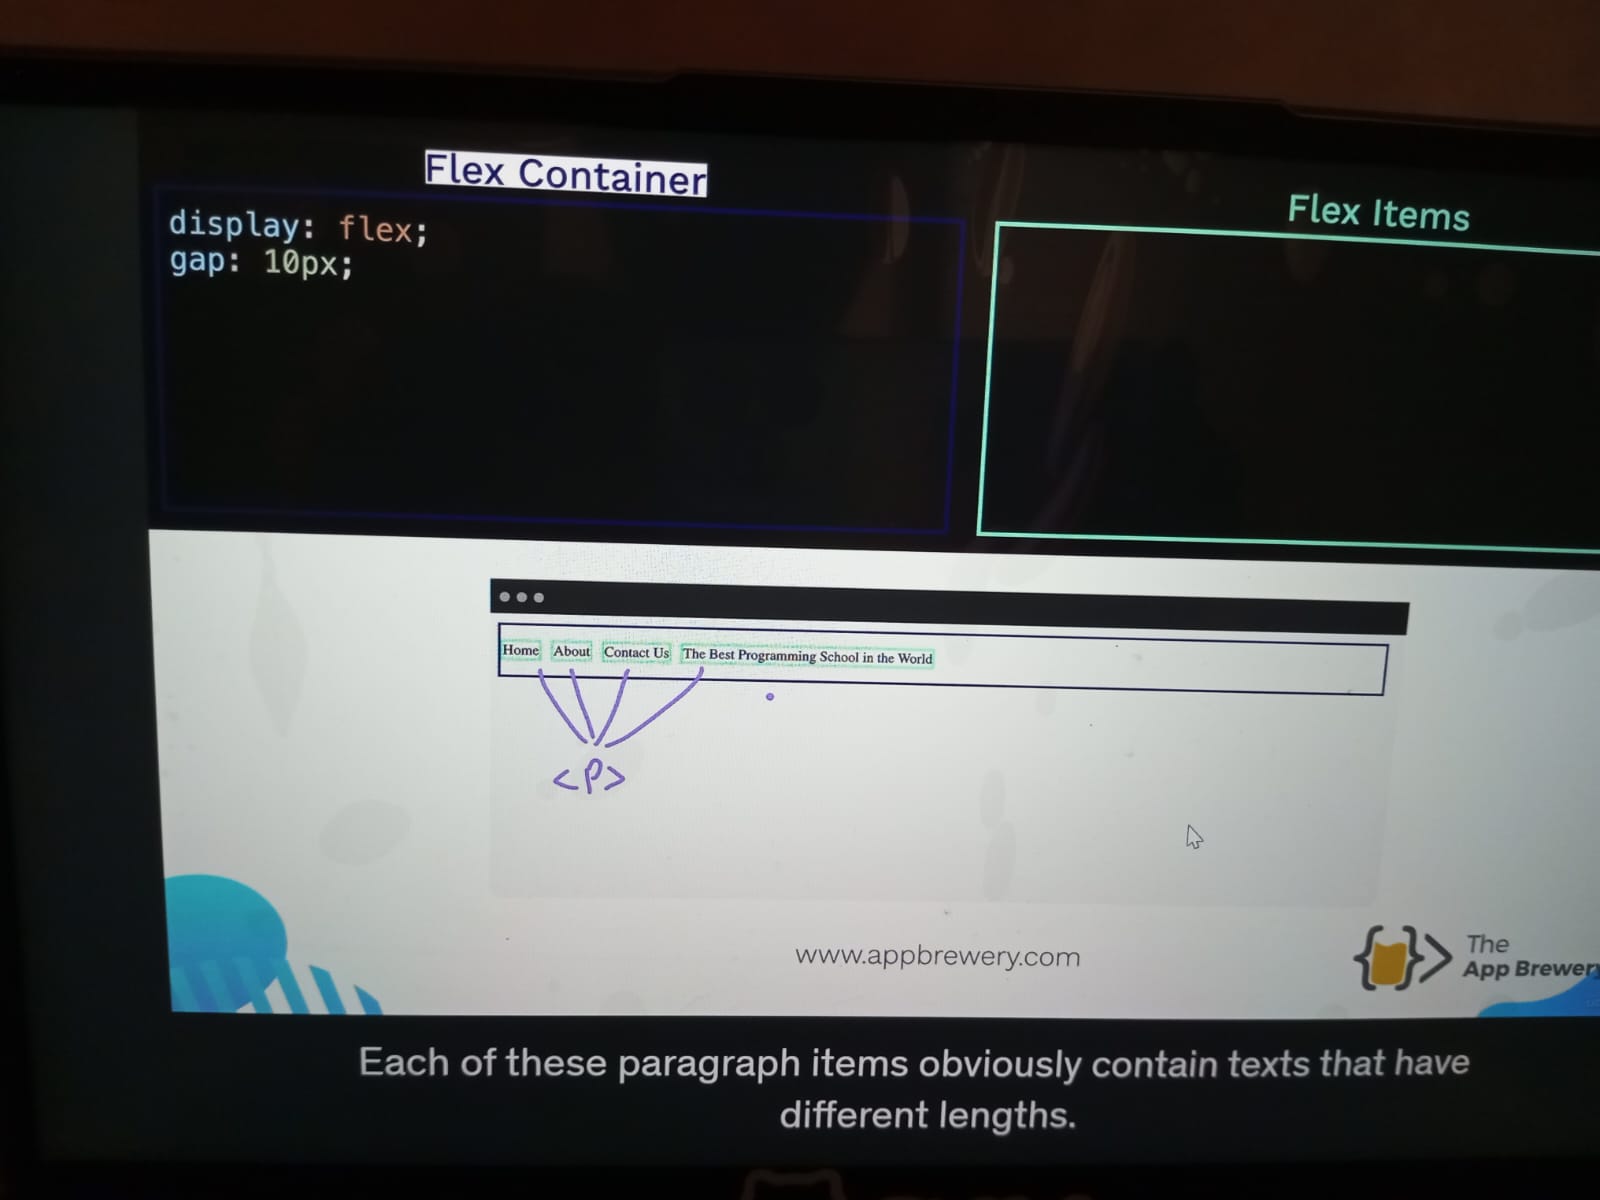 Flex Container
display: flex;
gap: 10px;
Flex Items
Home About Contact Us The Best Programming School in the World
<P>
www.appbrewery.com
The
App Brewery
Each of these paragraph items obviously contain texts that have
different lengths.